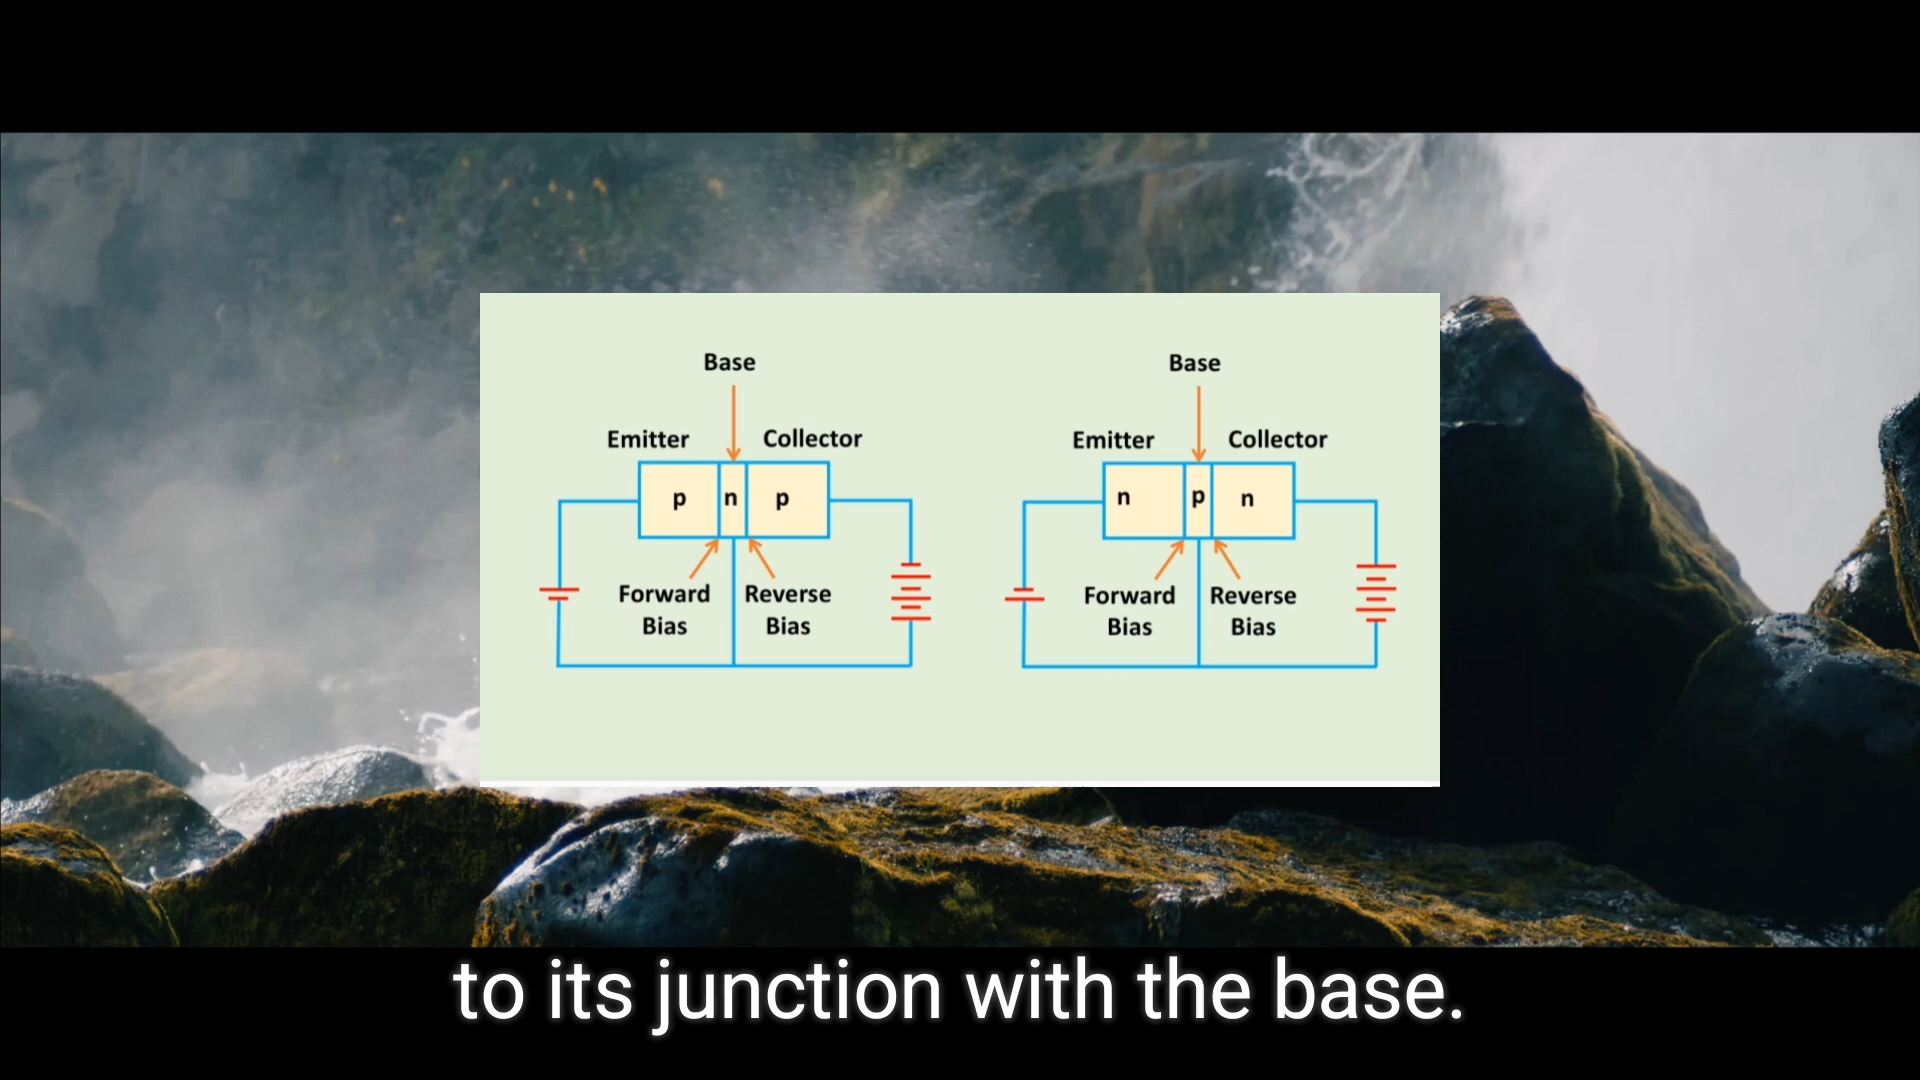 Base
Emitter
Collector
p
n
p
Forward
Bias
Reverse
Bias
Base
Emitter
Collector
n
p
n
Forward
Bias
Reverse
Bias
to its junction with the base.